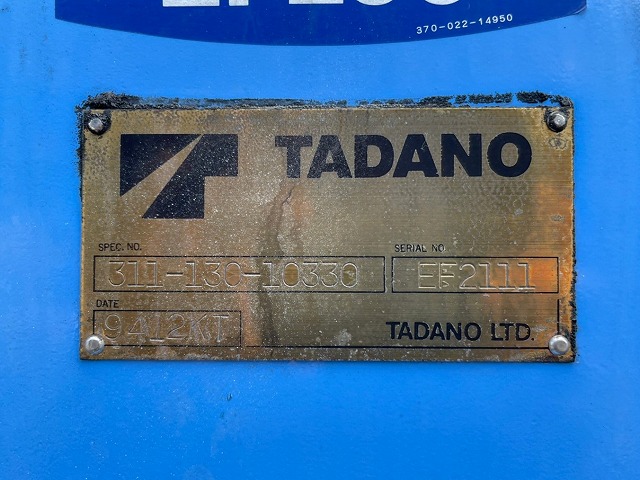 370-022-14950
TADANO
SPEC. NO.
SERIAL NO.
311-130-10330
EF2111
DATE
9412KT
TADANO LTD.